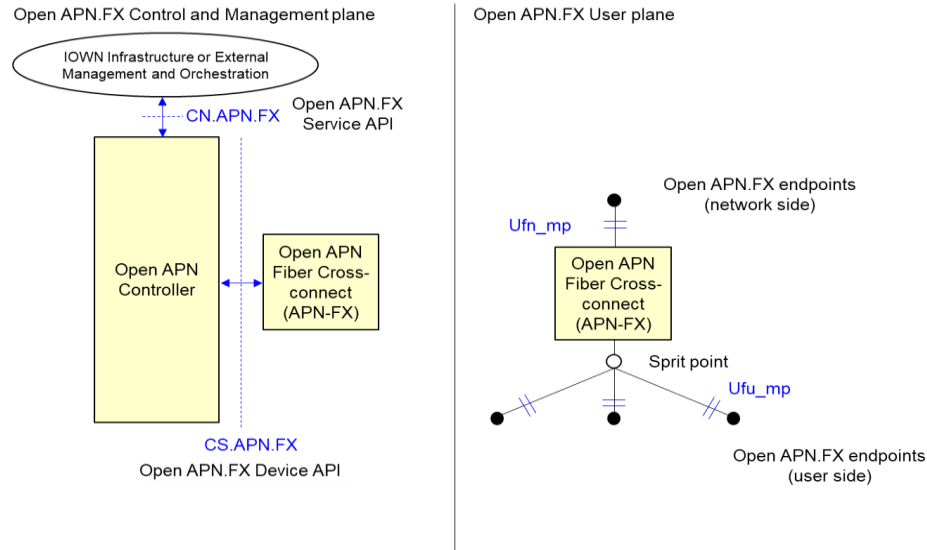 Open APN.FX Control and Management plane
IOWN Infrastructure or External
Management and Orchestration
CN.APN.FX
Open APN.FX
Service API
Open APN
Controller
Open APN
Fiber Cross-
connect
(APN-FX)
CS.APN.FX
Open APN.FX Device API
Open APN.FX User plane
Open APN.FX endpoints
(network side)
Ufn_mp
Open APN
Fiber Cross-
connect
(APN-FX)
Sprit point
Ufu_mp
Open APN.FX endpoints
(user side)